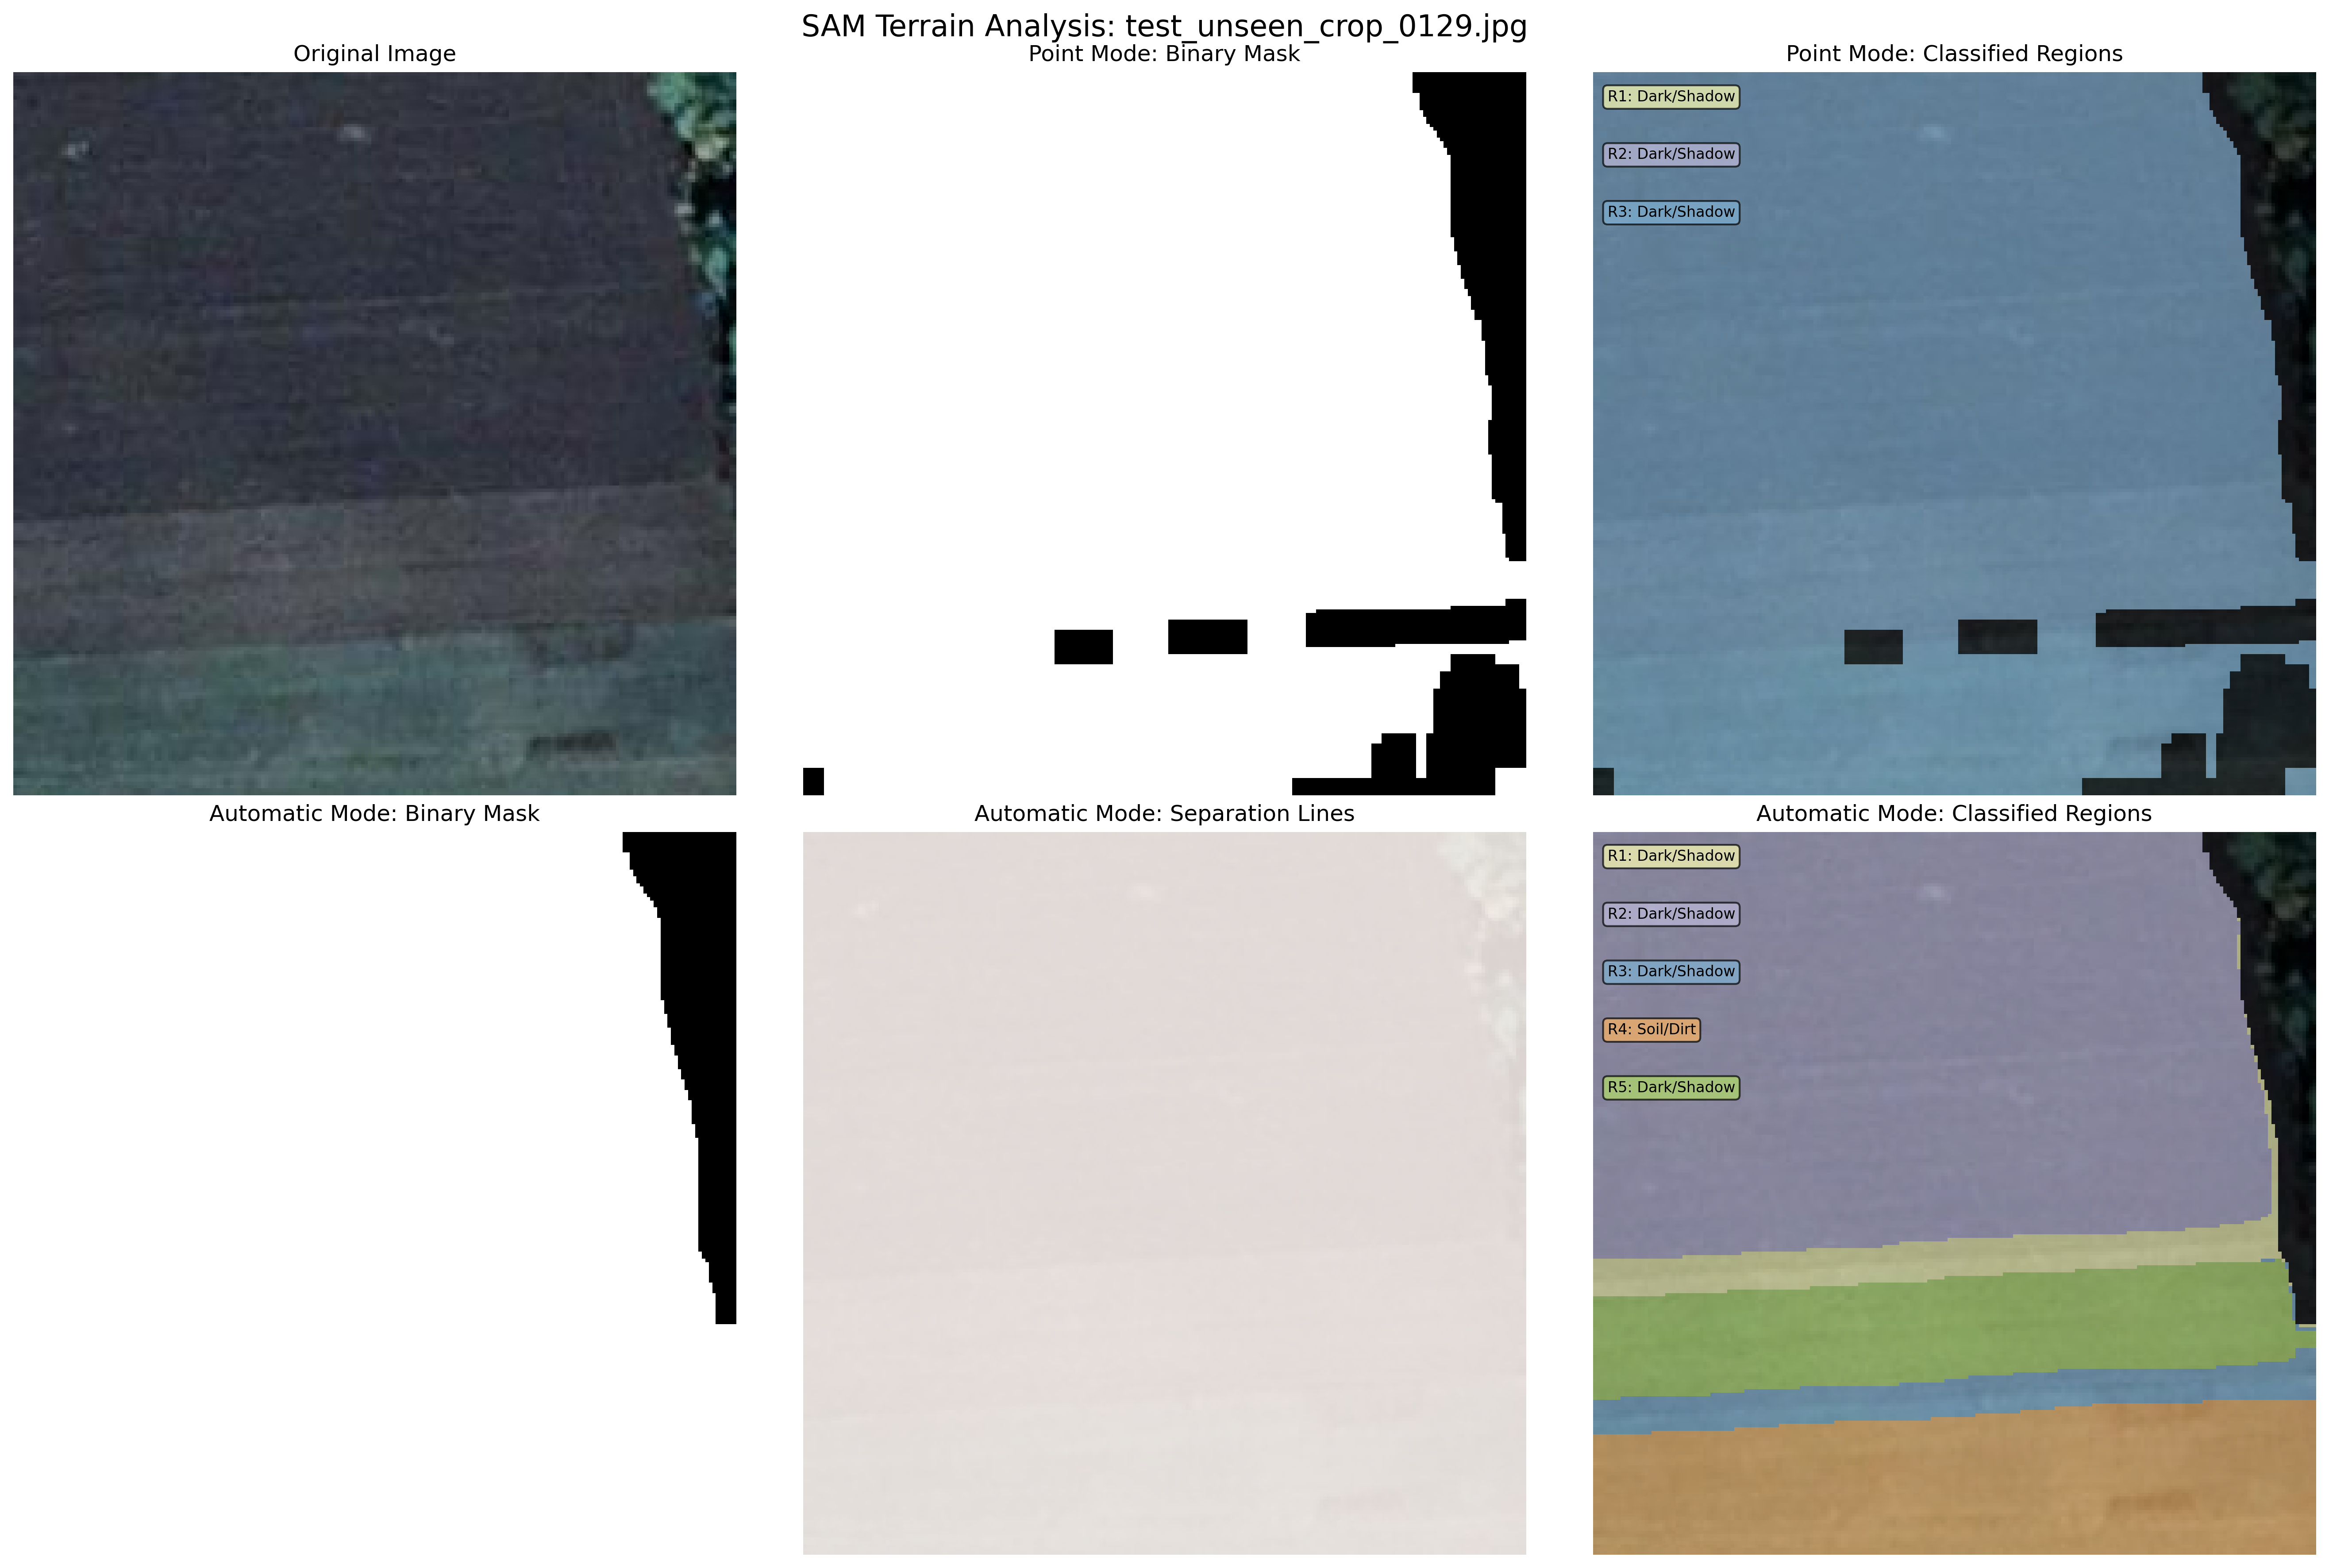 SAM Terrain Analysis: test_unseen_crop_0129.jpg
Original Image
Point Mode: Binary Mask
Point Mode: Classified Regions
R1: Dark/Shadow
R2: Dark/Shadow
R3: Dark/Shadow
Automatic Mode: Binary Mask
Automatic Mode: Separation Lines
Automatic Mode: Classified Regions
R1: Dark/Shadow
R2: Dark/Shadow
R3: Dark/Shadow
R4: Soil/Dirt
R5: Dark/Shadow